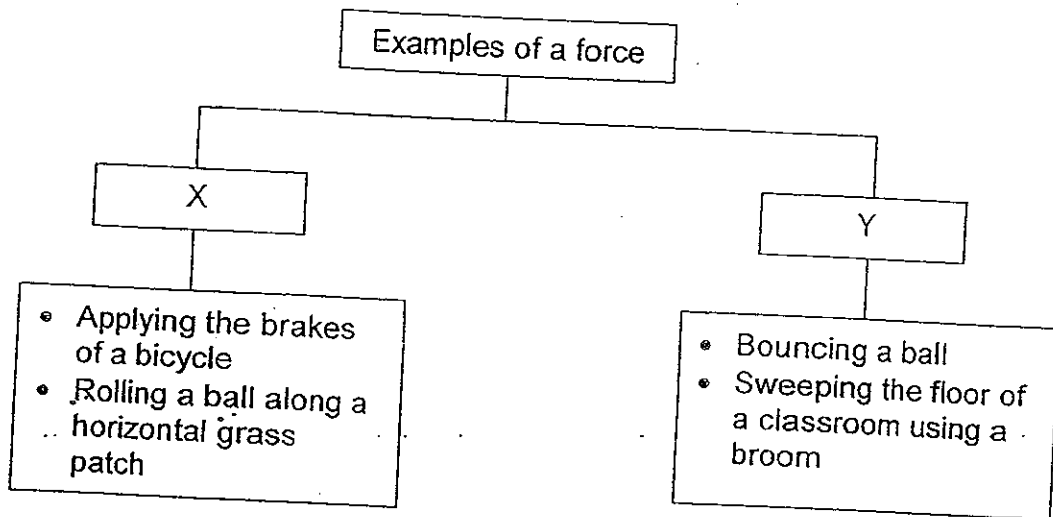 Examples of a force
X
Y
• Applying the brakes
of a bicycle
• Rolling a ball along a
horizontal grass
patch
• Bouncing a ball
• Sweeping the floor of
a classroom using a
broom